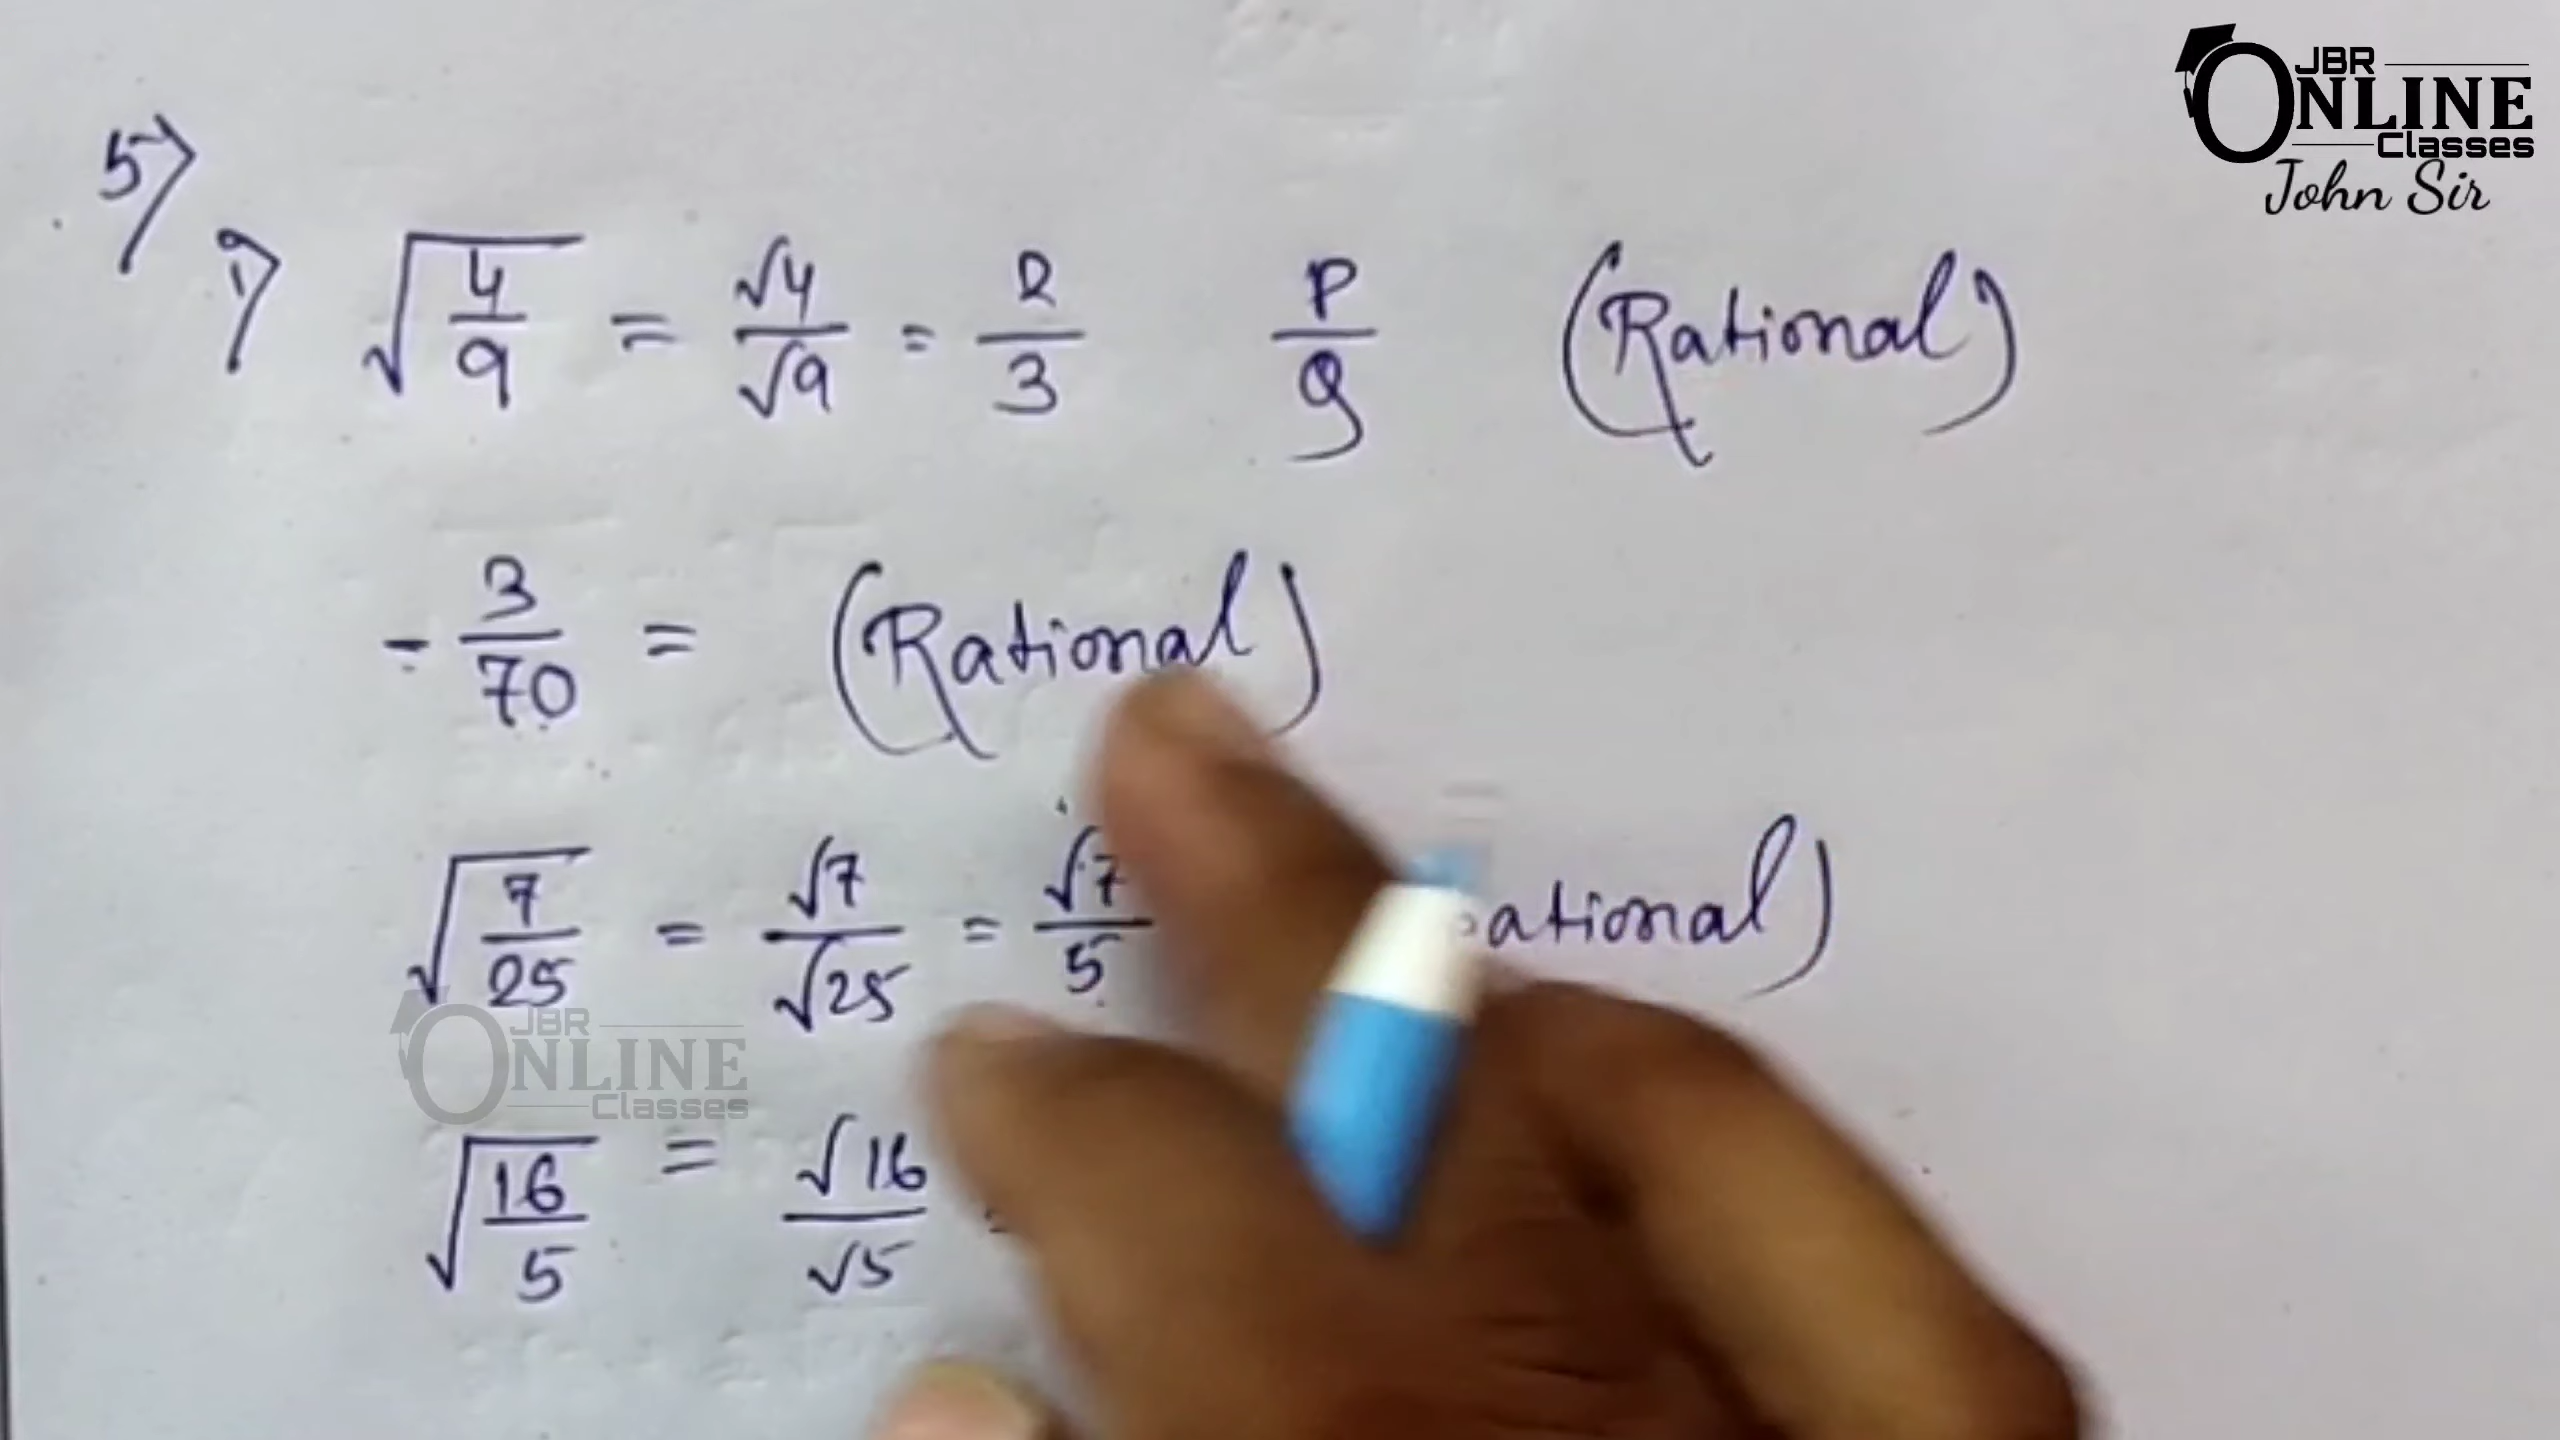 JBR
ONLINE
Classes
John Sir
5)
i) √4/9 = √4/√9 = 2/3 P/q (Rational)
- 3/70 = (Rational)
√7/25 = √7/√25 = √7/5 ational)
JBR
ONLINE
Classes
√16/5 = √16/√5 =